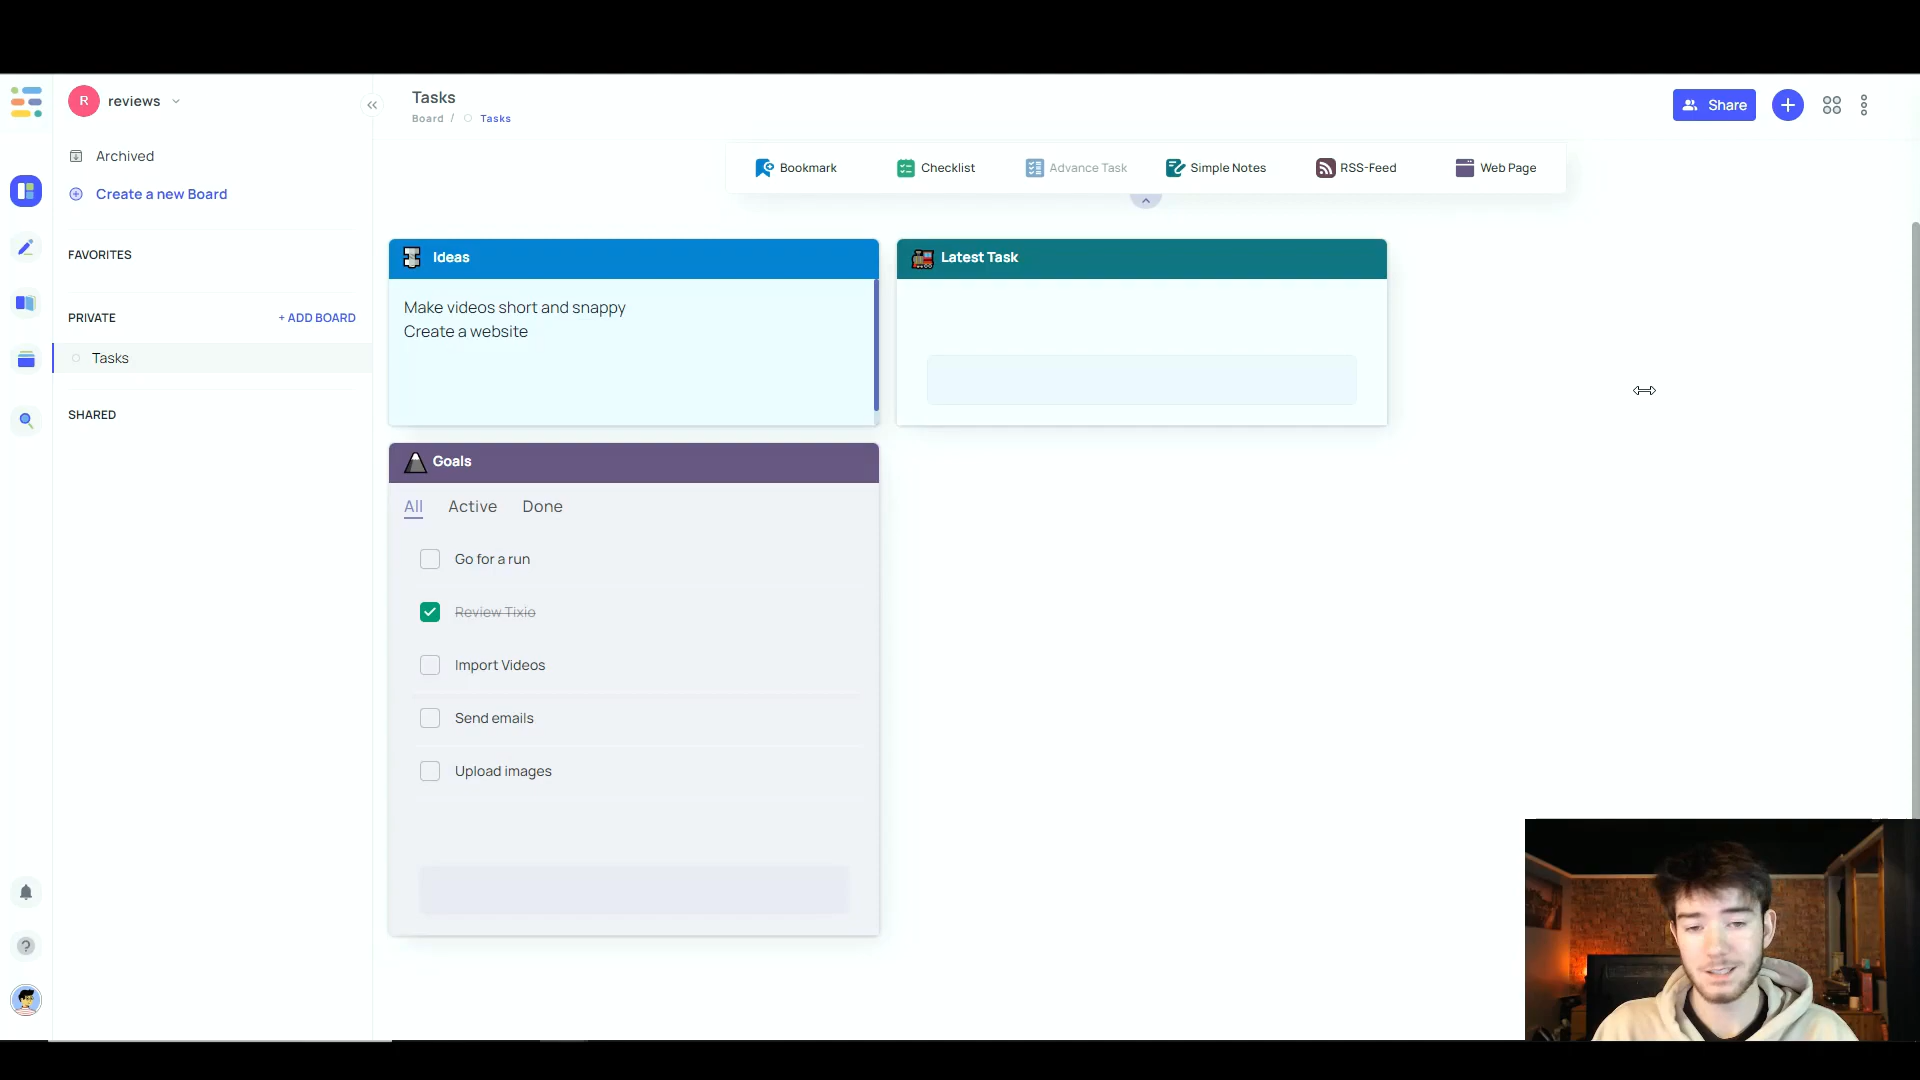 R reviews
Archived
Create a new Board
FAVORITES
PRIVATE + ADD BOARD
Tasks
SHARED
Tasks
Board / Tasks
Share
Bookmark Checklist Advance Task Simple Notes RSS-Feed Web Page
Ideas
Make videos short and snappy
Create a website
Latest Task
Goals
All Active Done
Go for a run
Review Tixio
Import Videos
Send emails
Upload images